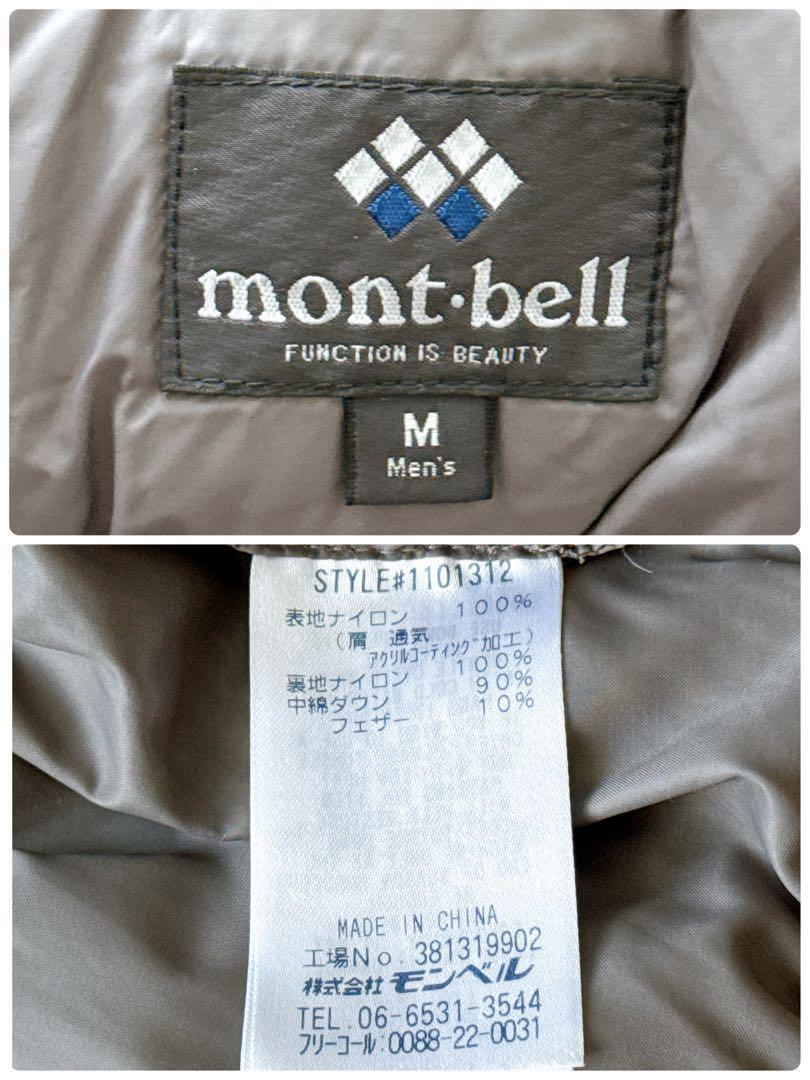 mont·bell
FUNCTION IS BEAUTY
M
Men's
STYLE#1101312
表地ナイロン 100%
(肩 通気
アクリルコーティング加工)
裏地ナイロン 100%
中綿ダウン 90%
フェザー 10%
MADE IN CHINA
工場No. 381319902
株式会社 モンベル
TEL.06-6531-3544
フリーコール:0088-22-0031